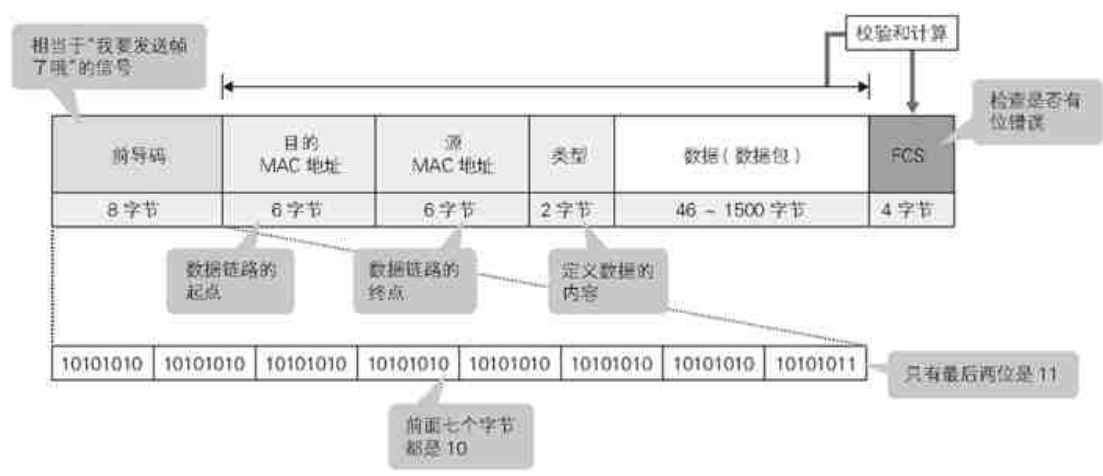 校验和计算
相当于"我要发送帧
了哦"的信号
检查是否有
位错误
前导码
目的
MAC 地址
源
MAC 地址
类型
数据(数据包)
FCS
8 字节
6 字节
6 字节
2 字节
46 ~ 1500 字节
4 字节
数据链路的
起点
数据链路的
终点
定义数据的
内容
10101010 10101010 10101010 10101010 10101010 10101010 10101010 10101011
只有最后两位是 11
前面七个字节
都是 10